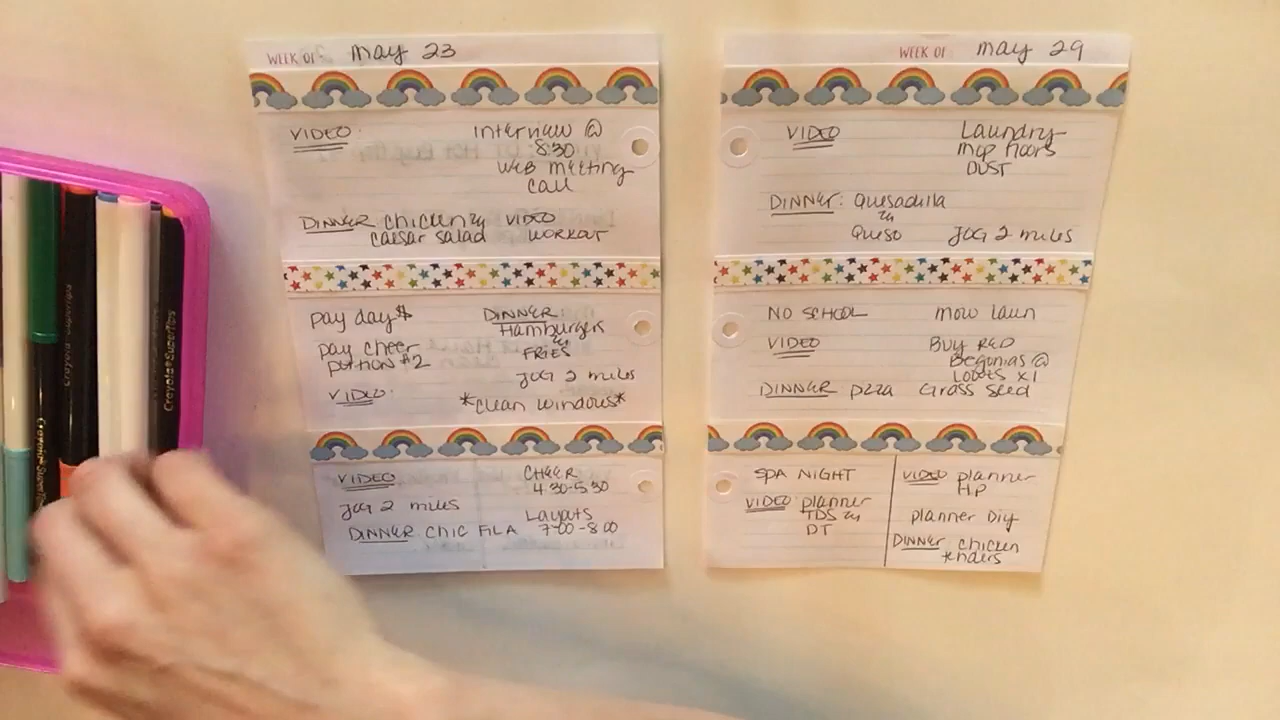 WEEK OF May 23
VIDEO:
Interview @
8:30
WEB MEETING
CALL
DINNER chicken
caesar salad
VIDEO
WORKOUT
pay day $
pay cheer
portion #2
VIDEO:
DINNER
Hamburgers
FRIES
JOG 2 miles
*clean windows*
VIDEO
JOG 2 miles
DINNER CHIC FILA
CHEER
4:30-5:30
Layouts
7:00-8:00
WEEK OF May 29
VIDEO
Laundry
mop floors
DUST
DINNER: Quesadilla
Queso
JOG 2 miles
NO SCHOOL
VIDEO
DINNER pizza
mow lawn
BUY RED
Begonias @
LOWES x1
Grass seed
SPA NIGHT
VIDEO planner
TDS
DT
VIDEO planner
HP
planner Diy
DINNER chicken
tenders
Crayola SuperTips
Crayola SuperTips